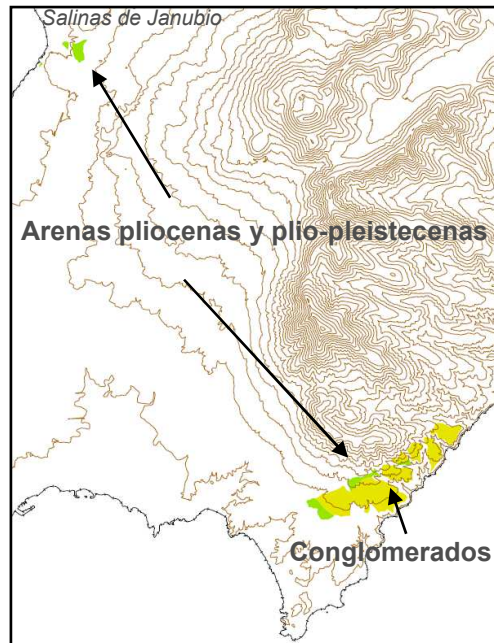 Salinas de Janubio
Arenas pliocenas y plio-pleistecenas
Conglomerados